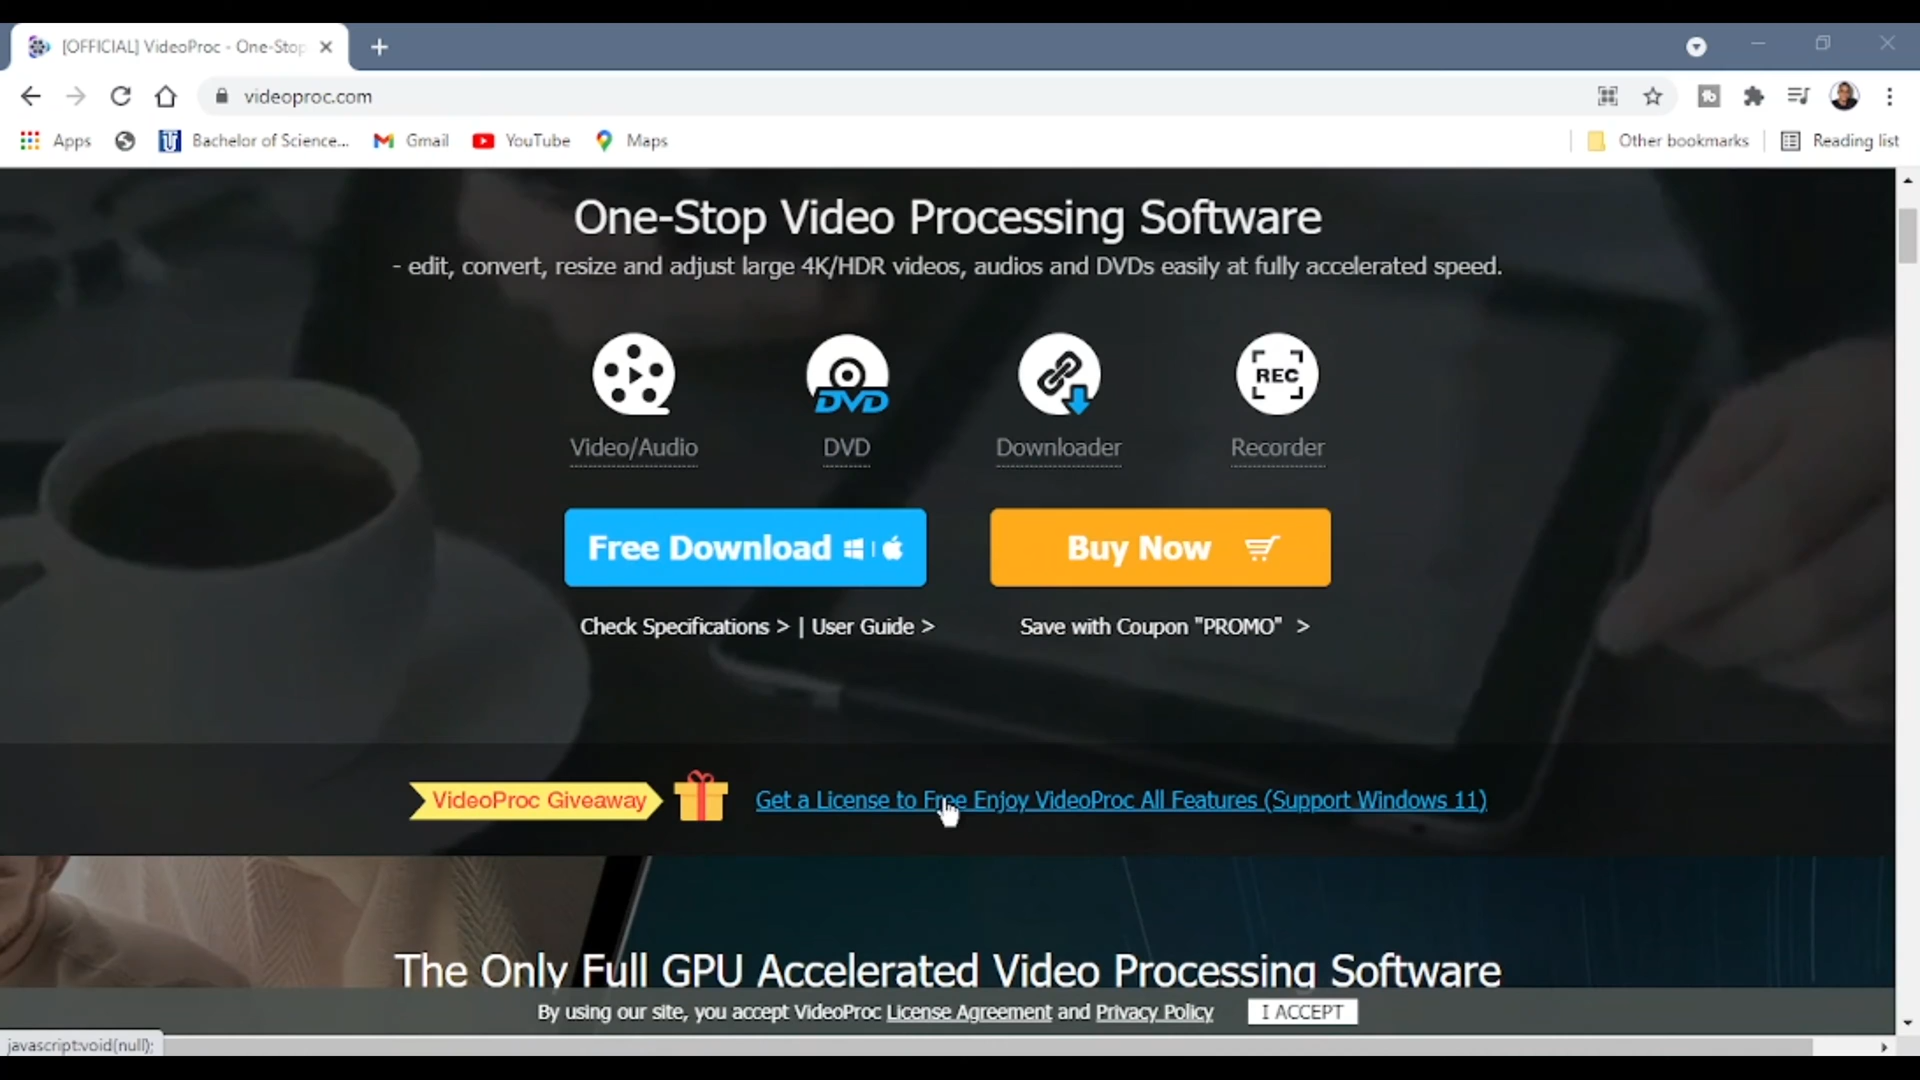 [OFFICIAL] VideoProc - One-Stop
videoproc.com
Apps
Bachelor of Science...
Gmail
YouTube
Maps
Other bookmarks
Reading list
One-Stop Video Processing Software
- edit, convert, resize and adjust large 4K/HDR videos, audios and DVDs easily at fully accelerated speed.
DVD
REC
Video/Audio
DVD
Downloader
Recorder
Free Download
Buy Now
Check Specifications > | User Guide >
Save with Coupon "PROMO" >
VideoProc Giveaway
Get a License to Free Enjoy VideoProc All Features (Support Windows 11)
The Only Full GPU Accelerated Video Processing Software
By using our site, you accept VideoProc License Agreement and Privacy Policy
I ACCEPT
javascript:void(null);